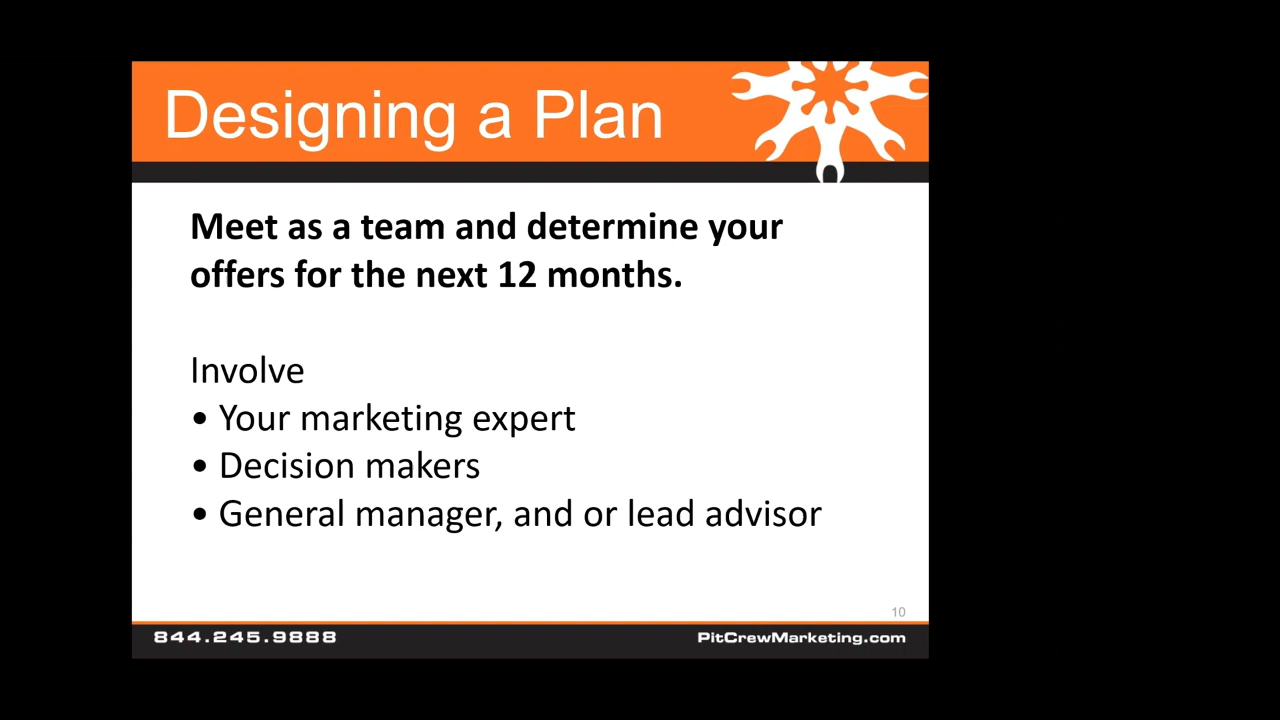 Designing a Plan
Meet as a team and determine your
offers for the next 12 months.
Involve
• Your marketing expert
• Decision makers
• General manager, and or lead advisor
10
844.245.9888
PitCrewMarketing.com